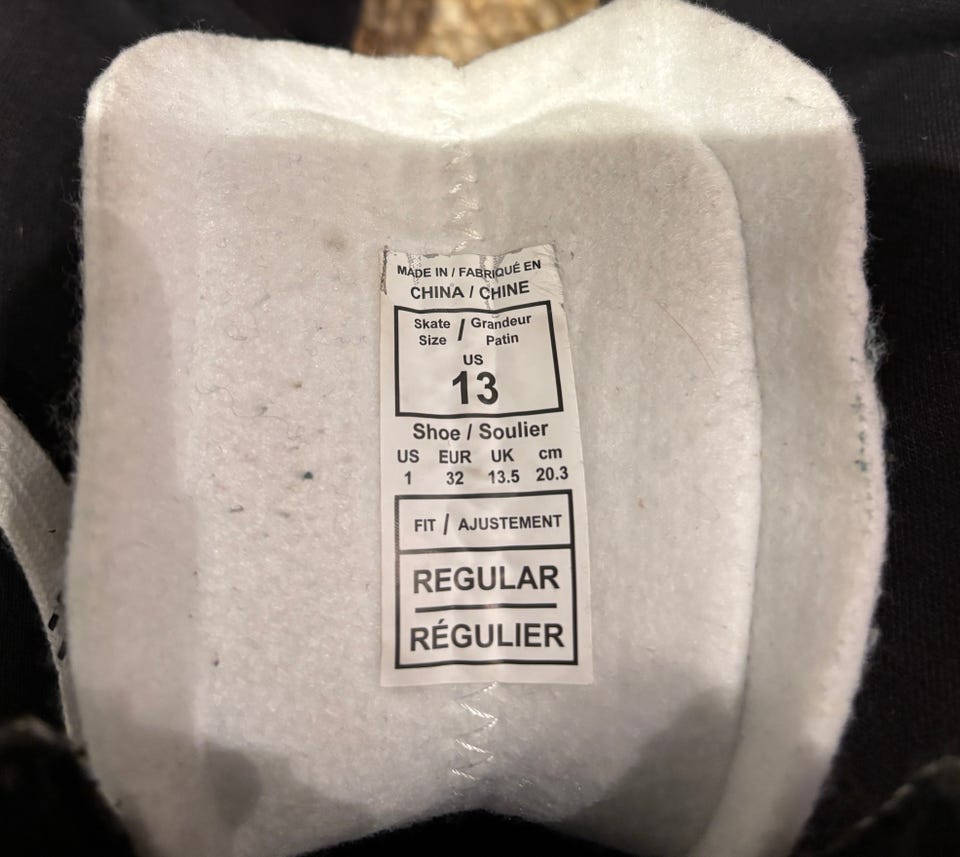 MADE IN / FABRIQUÉ EN
CHINA / CHINE
Skate Size / Grandeur Patin
US
13
Shoe / Soulier
US EUR UK cm
1 32 13.5 20.3
FIT / AJUSTEMENT
REGULAR
RÉGULIER